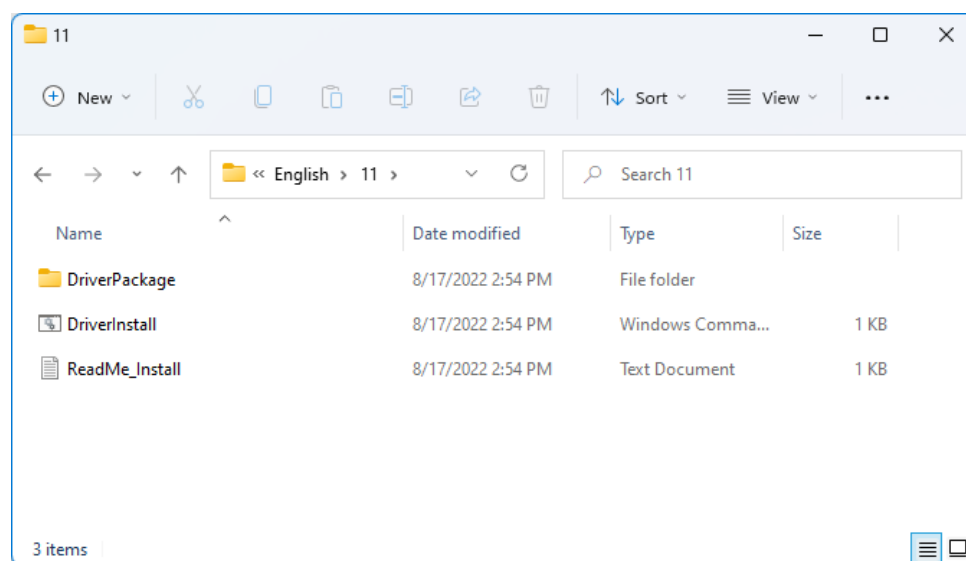 11
New Sort View
« English > 11 > Search 11
Name Date modified Type Size
DriverPackage 8/17/2022 2:54 PM File folder
DriverInstall 8/17/2022 2:54 PM Windows Comma... 1 KB
ReadMe_Install 8/17/2022 2:54 PM Text Document 1 KB
3 items